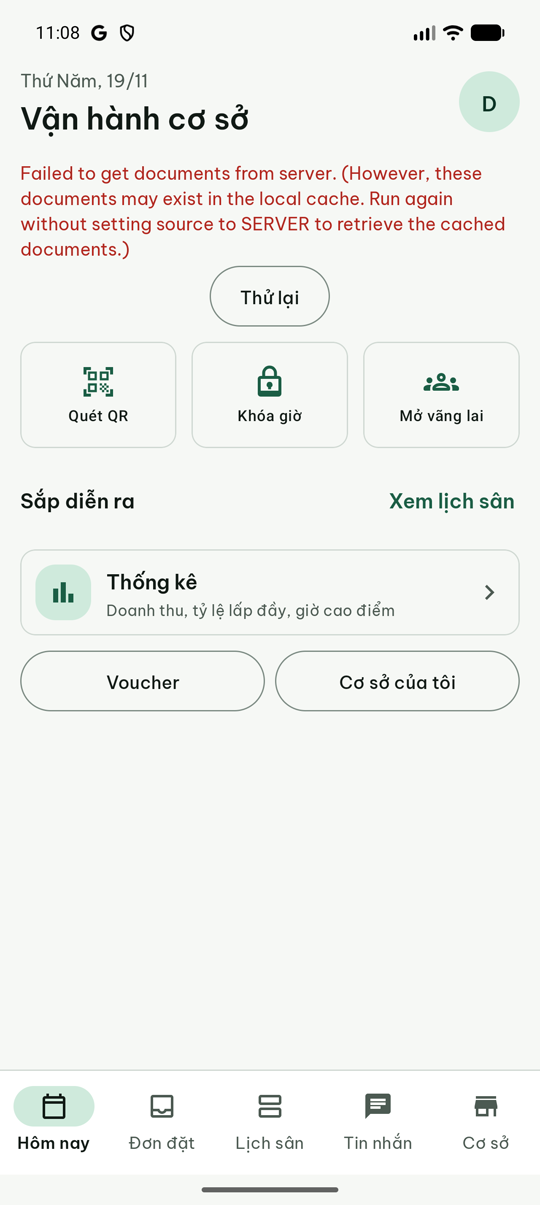 11:08
Thứ Năm, 19/11
Vận hành cơ sở
D
Failed to get documents from server. (However, these
documents may exist in the local cache. Run again
without setting source to SERVER to retrieve the cached
documents.)
Thử lại
Quét QR
Khóa giờ
Mở vãng lai
Sắp diễn ra
Xem lịch sân
Thống kê
Doanh thu, tỷ lệ lấp đầy, giờ cao điểm
Voucher
Cơ sở của tôi
Hôm nay
Đơn đặt
Lịch sân
Tin nhắn
Cơ sở